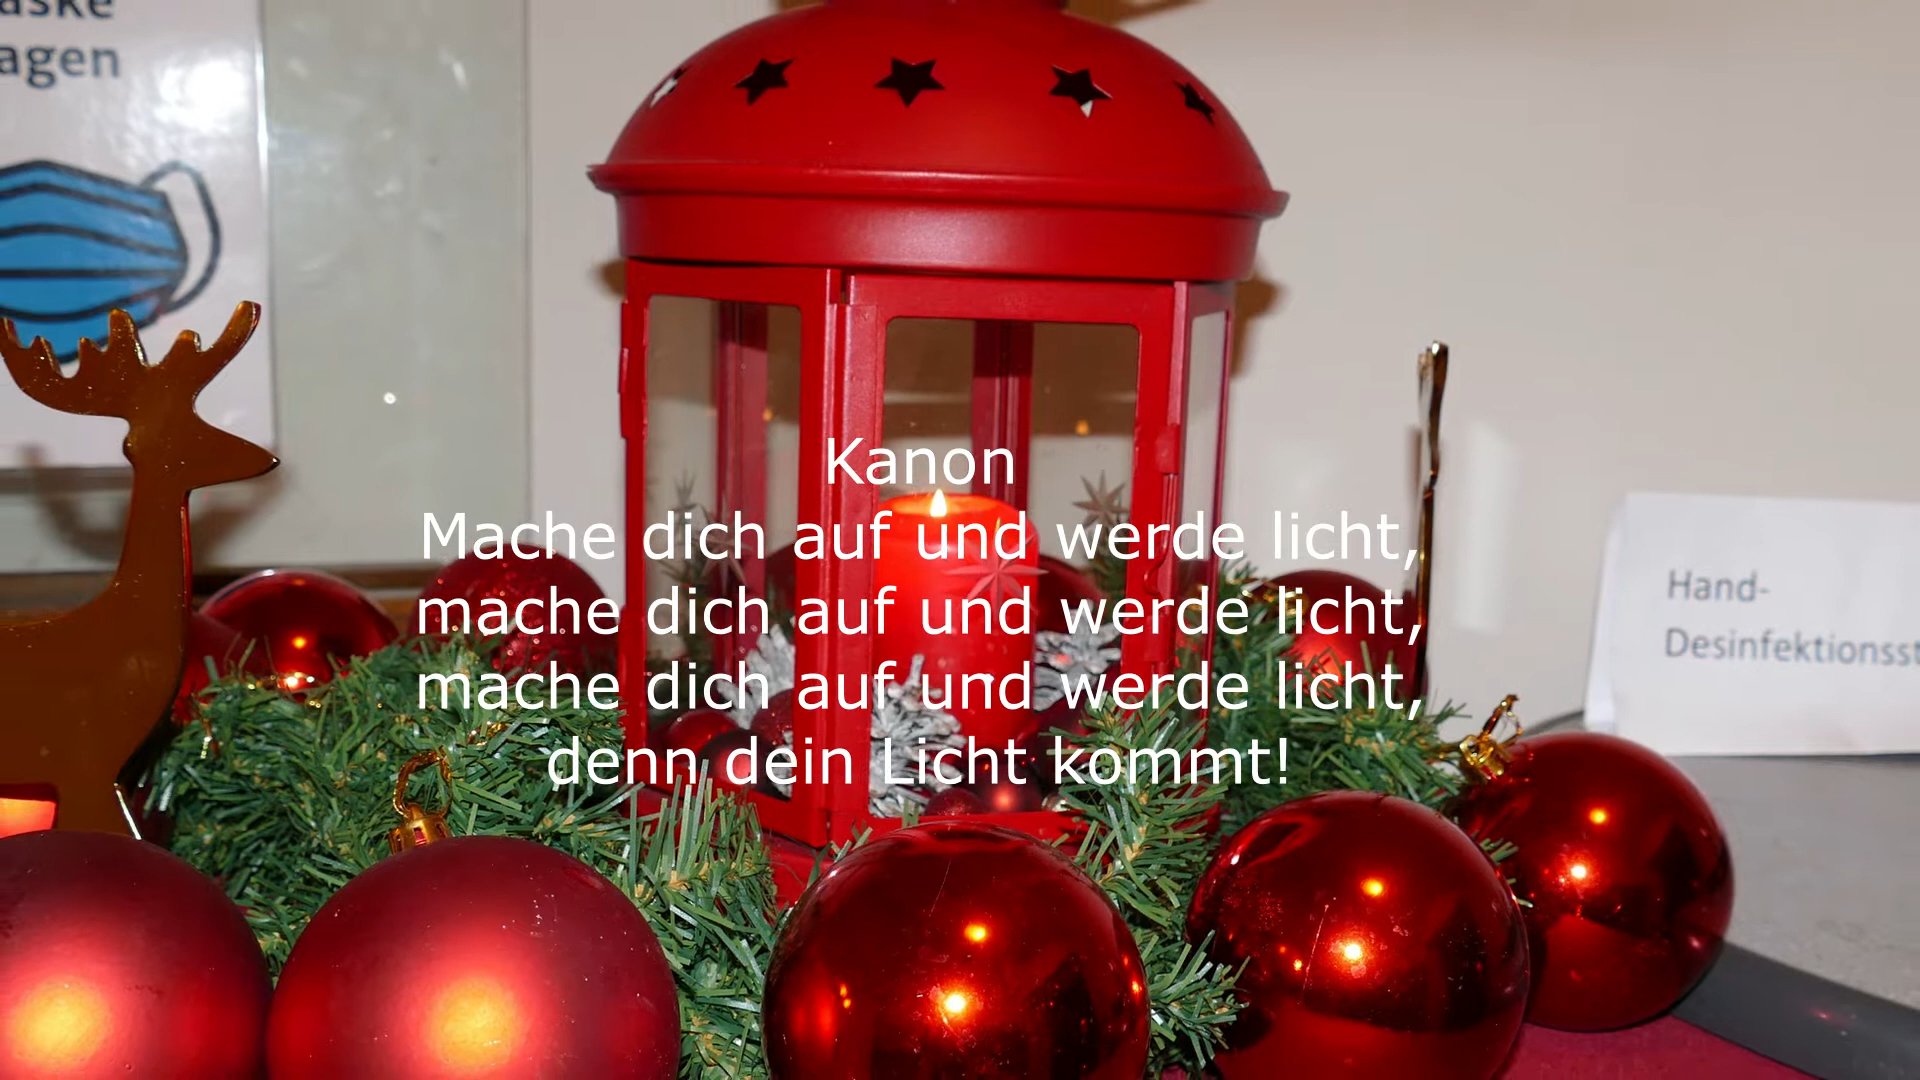 Kanon
Mache dich auf und werde licht,
mache dich auf und werde licht,
mache dich auf und werde licht,
denn dein Licht kommt!
Hand-